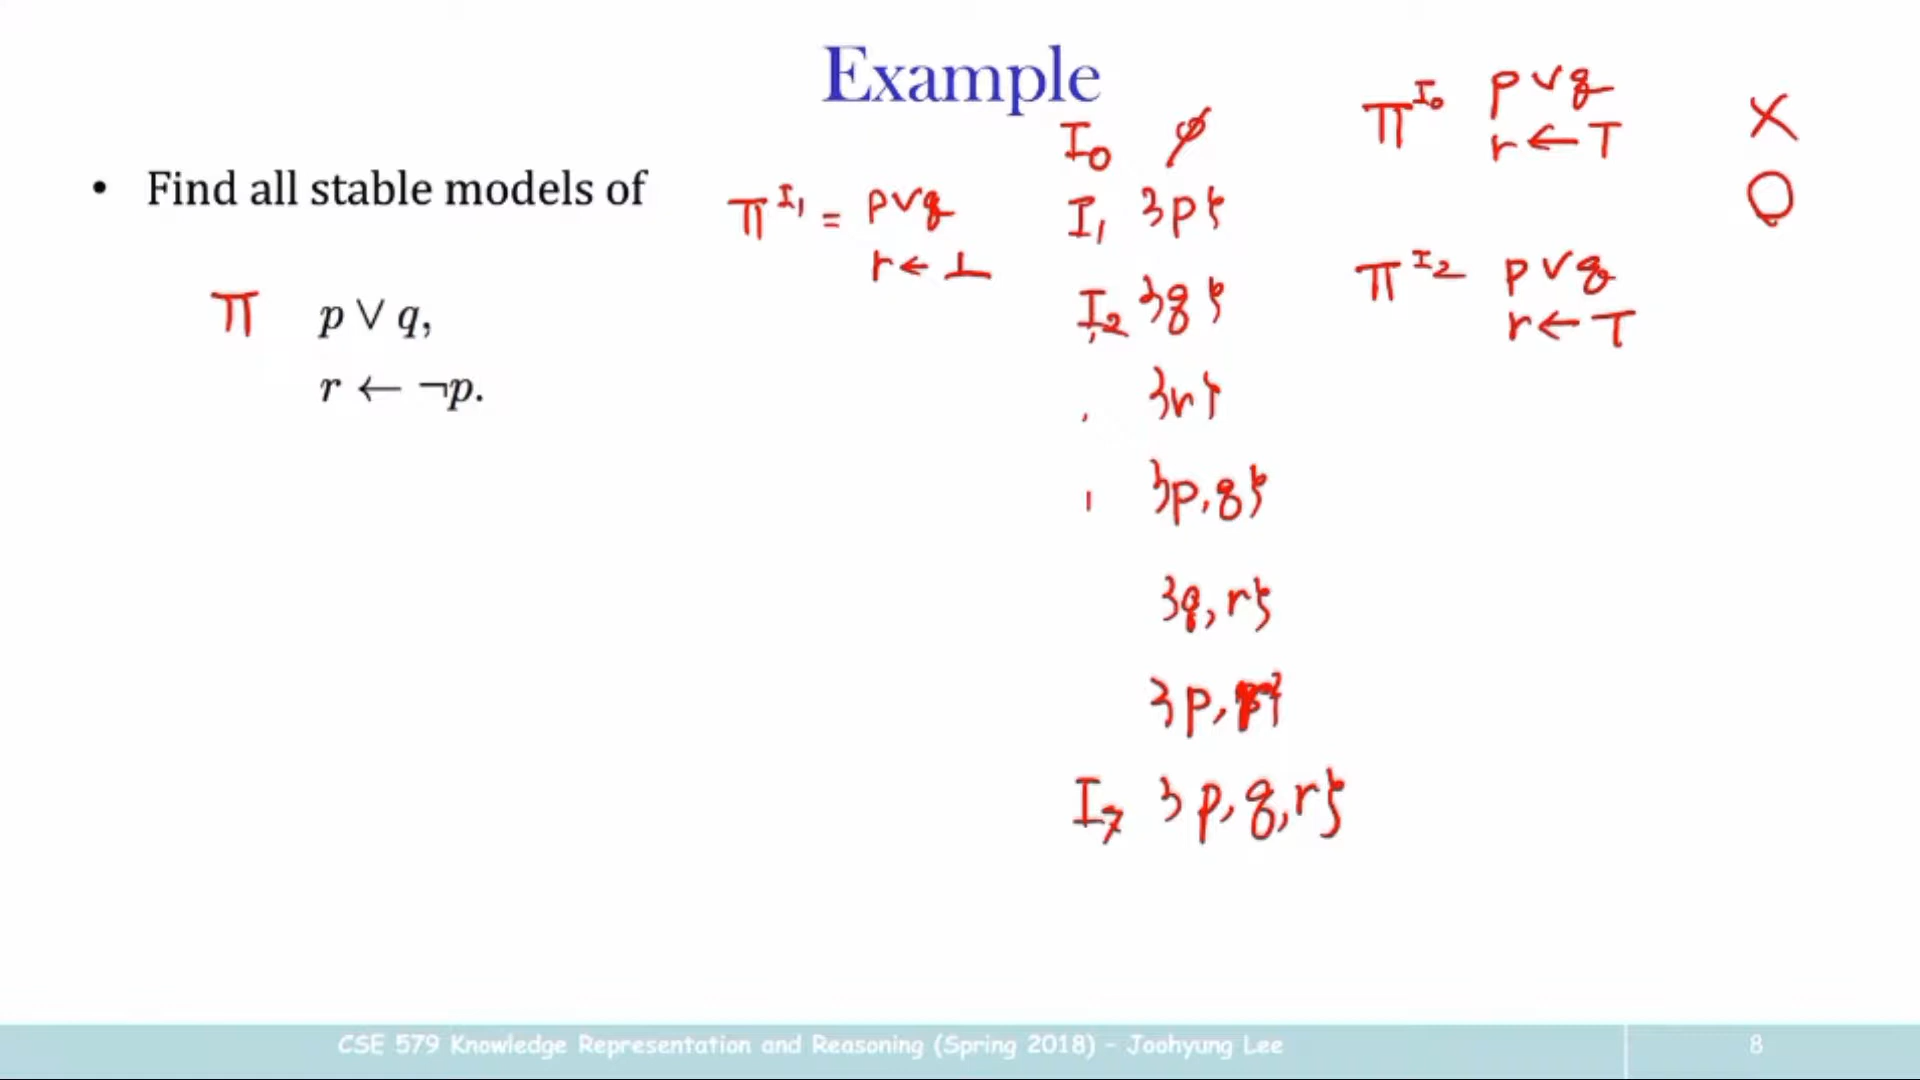 Example
• Find all stable models of
Π p ∨ q,
r ← ¬p.
Π^I₁ = p∨q
r ← ⊥
I₀ ∅
I₁ {p}
I₂ {q}
{r}
{p,q}
{q,r}
{p,r}
I₇ {p,q,r}
Π^I₀ p∨q
r ← ⊤
X
O
Π^I₂ p∨q
r ← ⊤
CSE 579 Knowledge Representation and Reasoning (Spring 2018) - Joohyung Lee
8